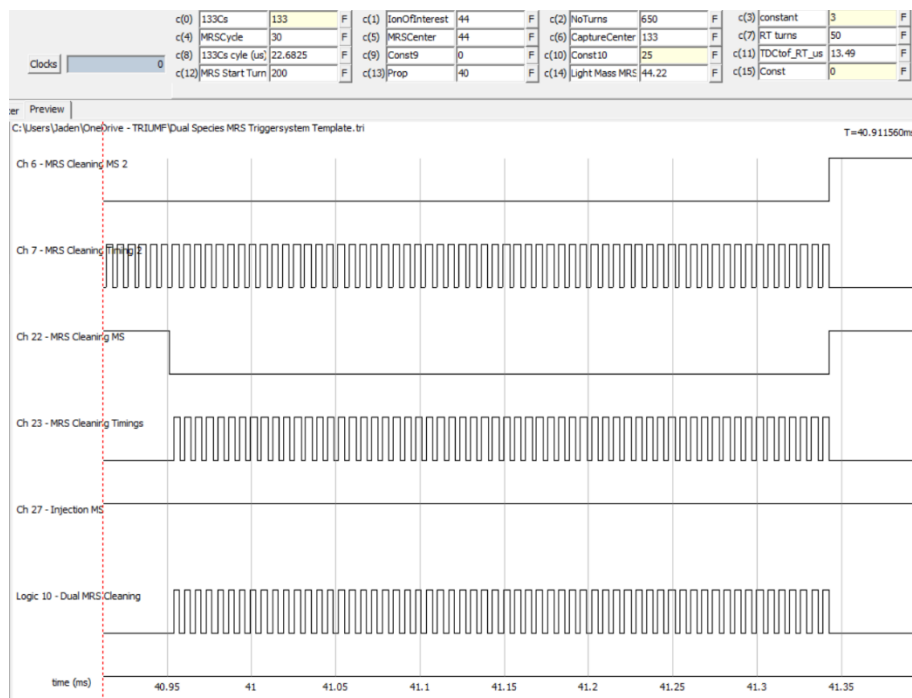 c(0) 133Cs 133 F c(1) IonOfInterest 44 F c(2) NoTurns 650 F c(3) constant 3 F
c(4) MRSCycle 30 F c(5) MRSCenter 44 F c(6) CaptureCenter 133 F c(7) RT turns 50 F
Clocks 0 c(8) 133Cs cyle (us) 22.6825 F c(9) Const9 0 F c(10) Const10 25 F c(11) TDCtof_RT_us 13.49 F
c(12) MRS Start Turn 200 F c(13) Prop 40 F c(14) Light Mass MRS 44.22 F c(15) Const 0 F
er Preview
C:\Users\Jaden\OneDrive - TRIUMF\Dual Species MRS Triggersystem Template.tri T=40.911560ms
Ch 6 - MRS Cleaning MS 2
Ch 7 - MRS Cleaning Timing 2
Ch 22 - MRS Cleaning MS
Ch 23 - MRS Cleaning Timings
Ch 27 - Injection MS
Logic 10 - Dual MRS Cleaning
time (ms) 40.95 41 41.05 41.1 41.15 41.2 41.25 41.3 41.35